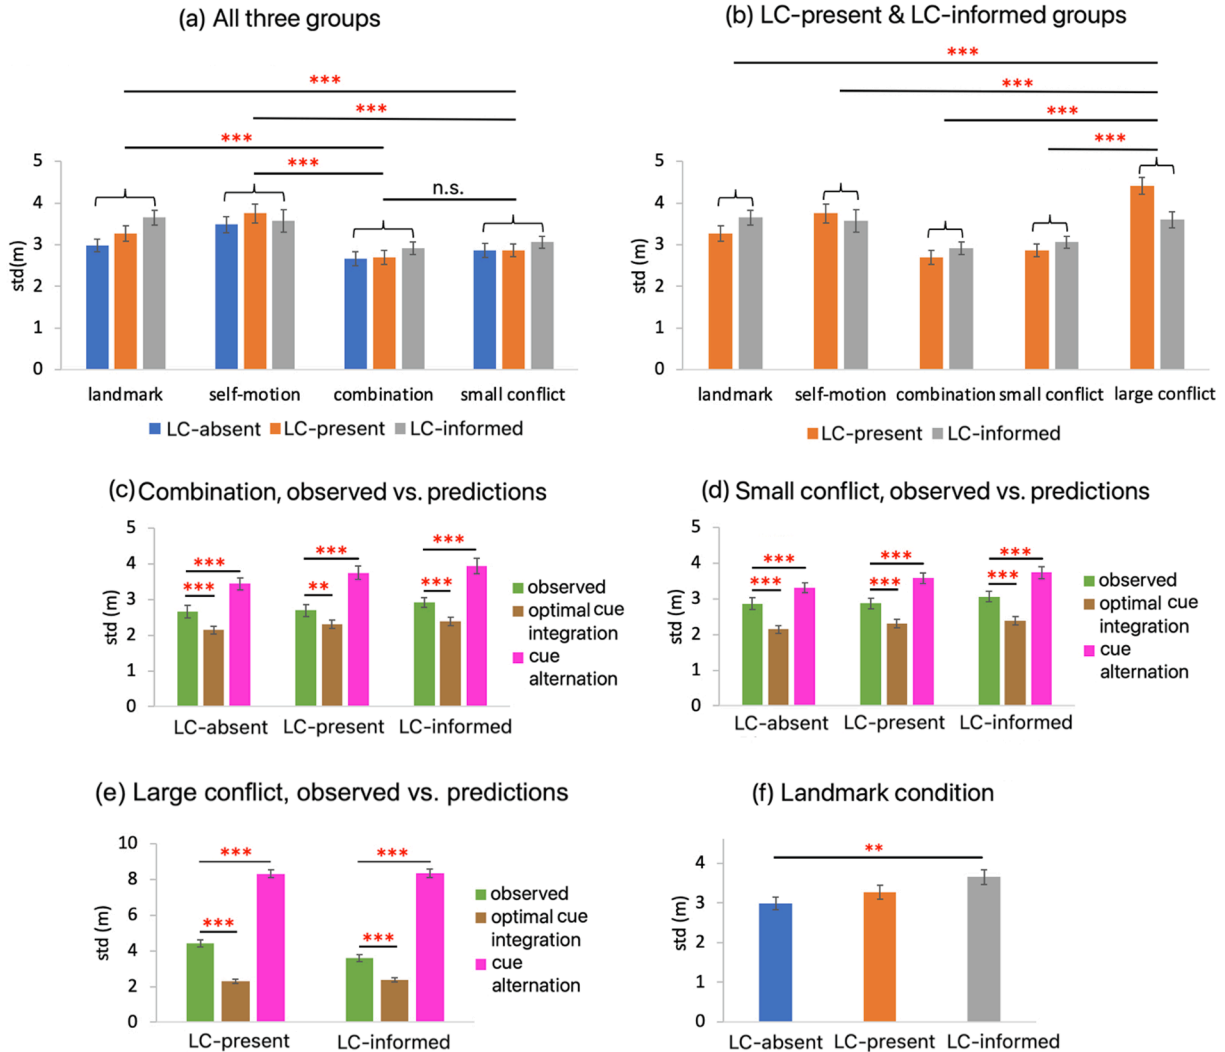 (a) All three groups
***
***
***
***
n.s.
5
4
3
2
1
0
std(m)
landmark self-motion combination small conflict
LC-absent LC-present LC-informed
(b) LC-present & LC-informed groups
***
***
***
***
5
4
3
2
1
0
std (m)
landmark self-motion combination small conflict large conflict
LC-present LC-informed
(c) Combination, observed vs. predictions
5
4
3
2
1
0
std (m)
***
***
***
**
***
***
LC-absent LC-present LC-informed
observed
optimal cue
integration
cue
alternation
(d) Small conflict, observed vs. predictions
5
4
3
2
1
0
std (m)
***
***
***
***
***
***
LC-absent LC-present LC-informed
observed
optimal cue
integration
cue
alternation
(e) Large conflict, observed vs. predictions
10
8
6
4
2
0
std (m)
***
***
***
***
LC-present LC-informed
observed
optimal cue
integration
cue
alternation
(f) Landmark condition
**
4
3
2
1
0
std (m)
LC-absent LC-present LC-informed